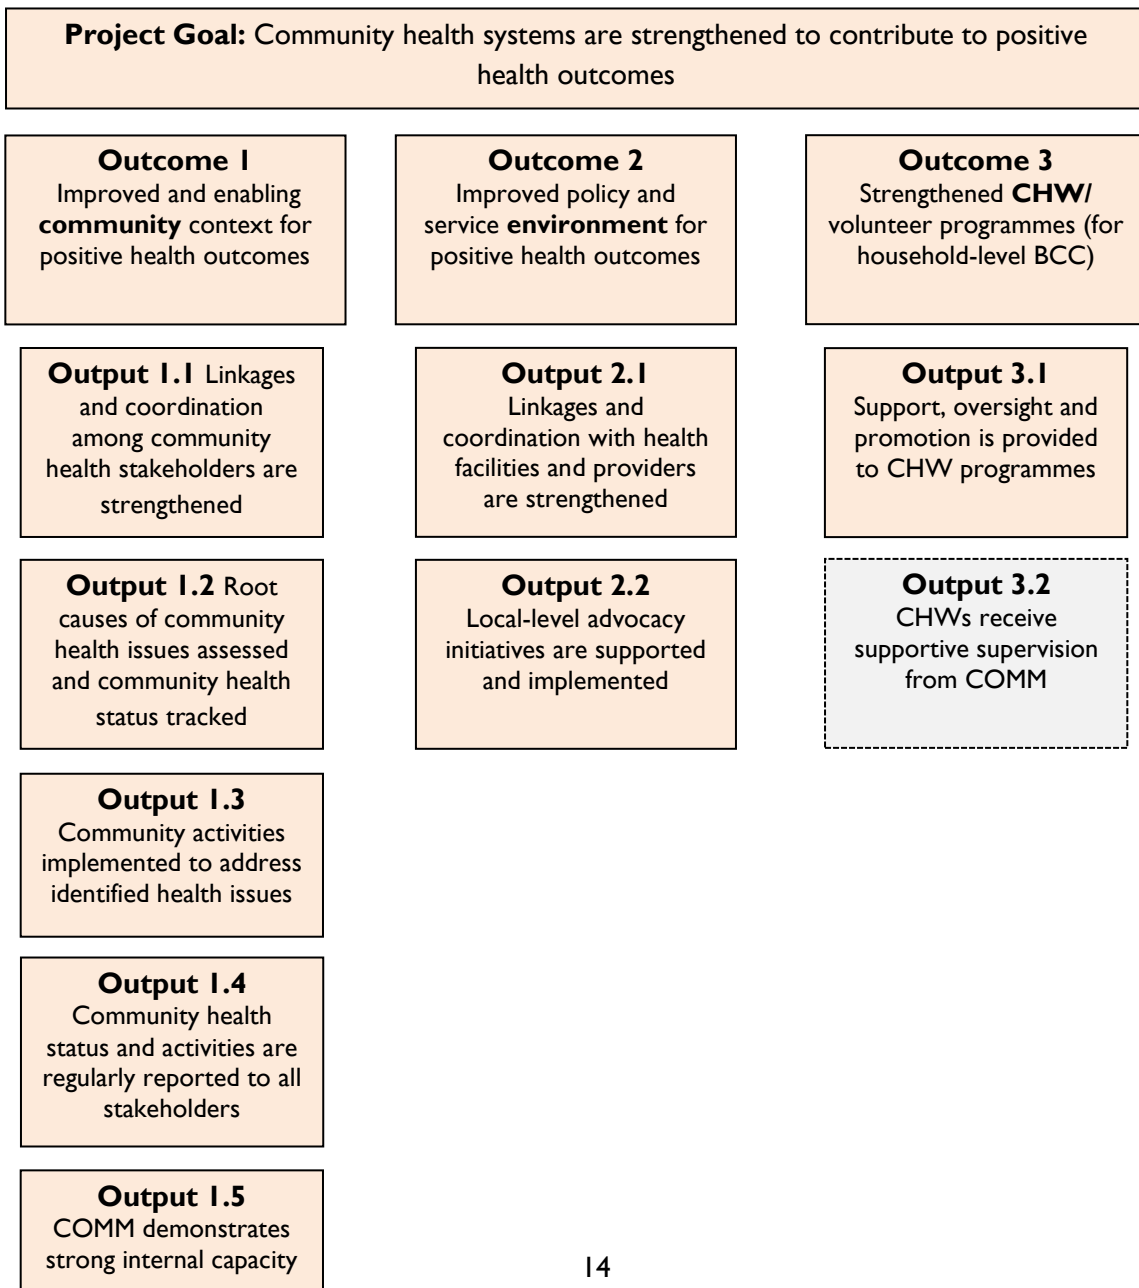 Project Goal: Community health systems are strengthened to contribute to positive
health outcomes
Outcome 1
Improved and enabling
community context for
positive health outcomes
Outcome 2
Improved policy and
service environment for
positive health outcomes
Outcome 3
Strengthened CHW/
volunteer programmes (for
household-level BCC)
Output 1.1 Linkages
and coordination
among community
health stakeholders are
strengthened
Output 2.1
Linkages and
coordination with health
facilities and providers
are strengthened
Output 3.1
Support, oversight and
promotion is provided
to CHW programmes
Output 1.2 Root
causes of community
health issues assessed
and community health
status tracked
Output 2.2
Local-level advocacy
initiatives are supported
and implemented
Output 3.2
CHWs receive
supportive supervision
from COMM
Output 1.3
Community activities
implemented to address
identified health issues
Output 1.4
Community health
status and activities are
regularly reported to all
stakeholders
Output 1.5
COMM demonstrates
strong internal capacity
14